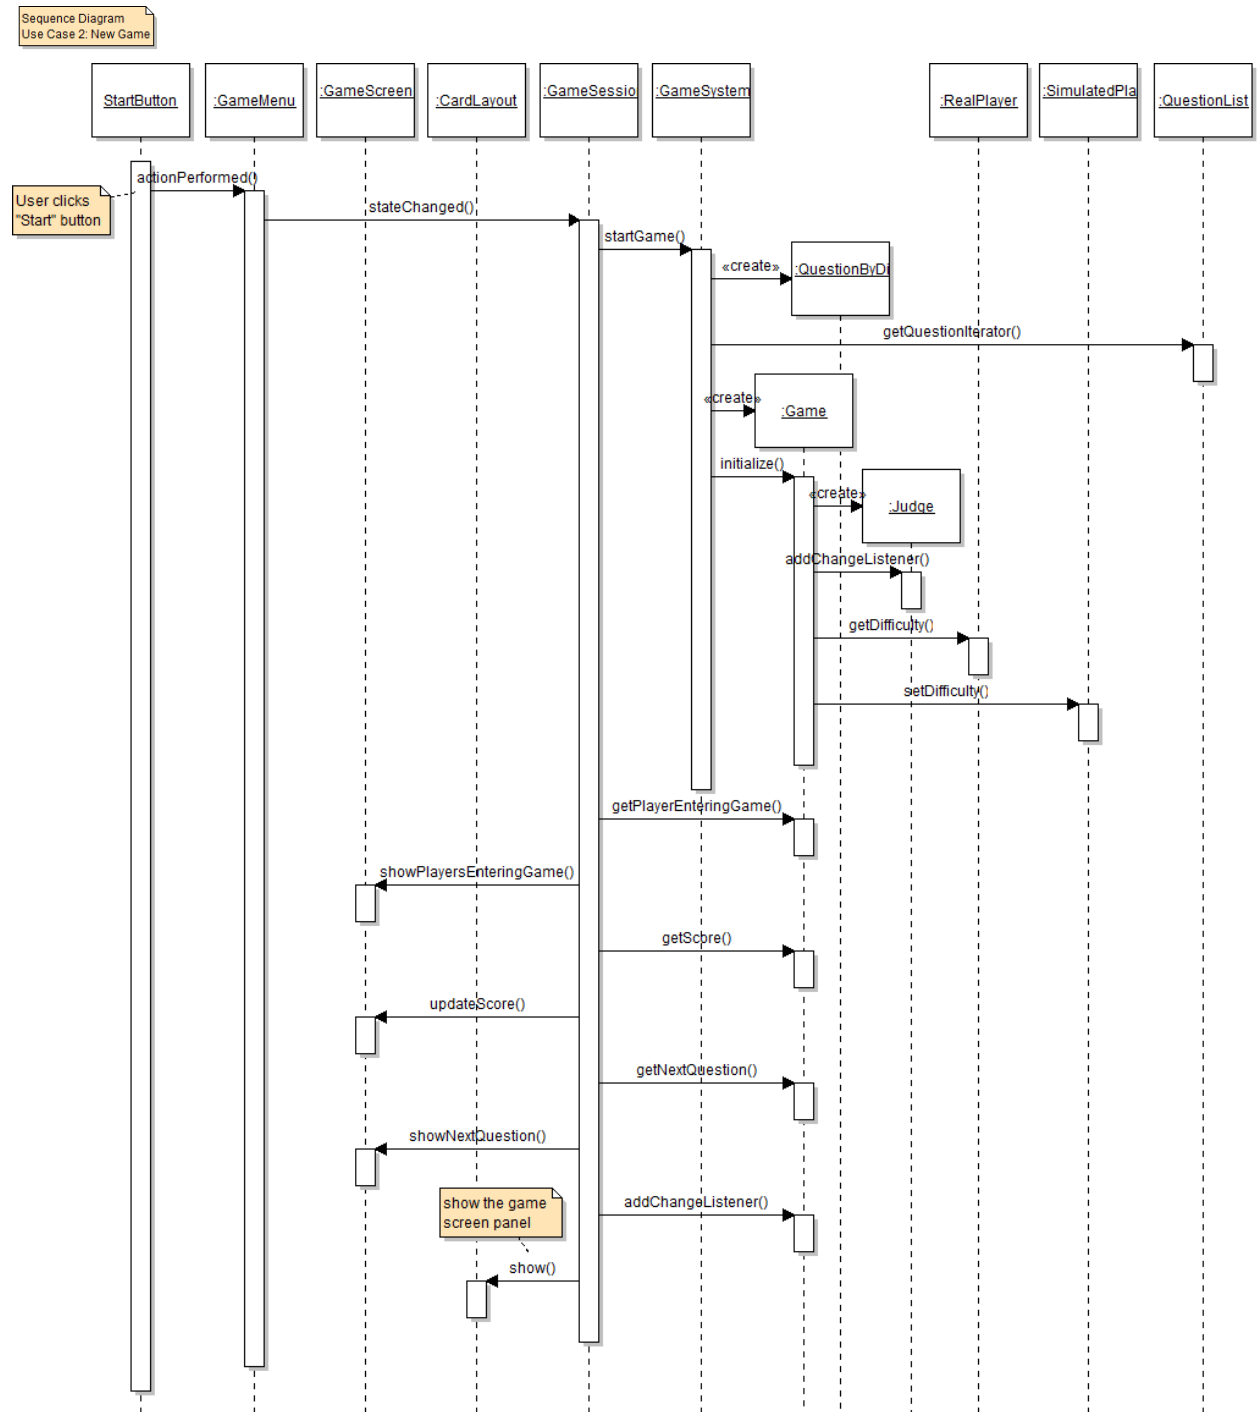 Sequence Diagram
Use Case 2: New Game
StartButton
:GameMenu
:GameScreen
:CardLayout
:GameSessio
:GameSystem
:RealPlayer
:SimulatedPla
:QuestionList
actionPerformed()
User clicks
"Start" button
stateChanged()
startGame()
«create»
:QuestionByDi
getQuestionIterator()
«create»
:Game
initialize()
«create»
:Judge
addChangeListener()
getDifficulty()
setDifficulty()
getPlayerEnteringGame()
showPlayersEnteringGame()
getScore()
updateScore()
getNextQuestion()
showNextQuestion()
show the game
screen panel
addChangeListener()
show()